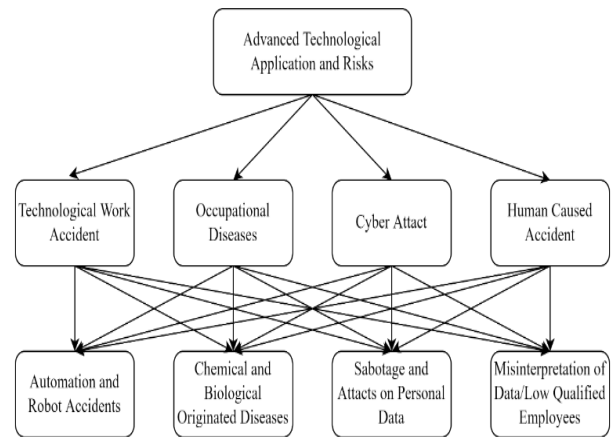 Advanced Technological
Application and Risks
Technological Work
Accident
Occupational
Diseases
Cyber Attact
Human Caused
Accident
Automation and
Robot Accidents
Chemical and
Biological
Originated Diseases
Sabotage and
Attacts on Personal
Data
Misinterpretation of
Data/Low Qualified
Employees